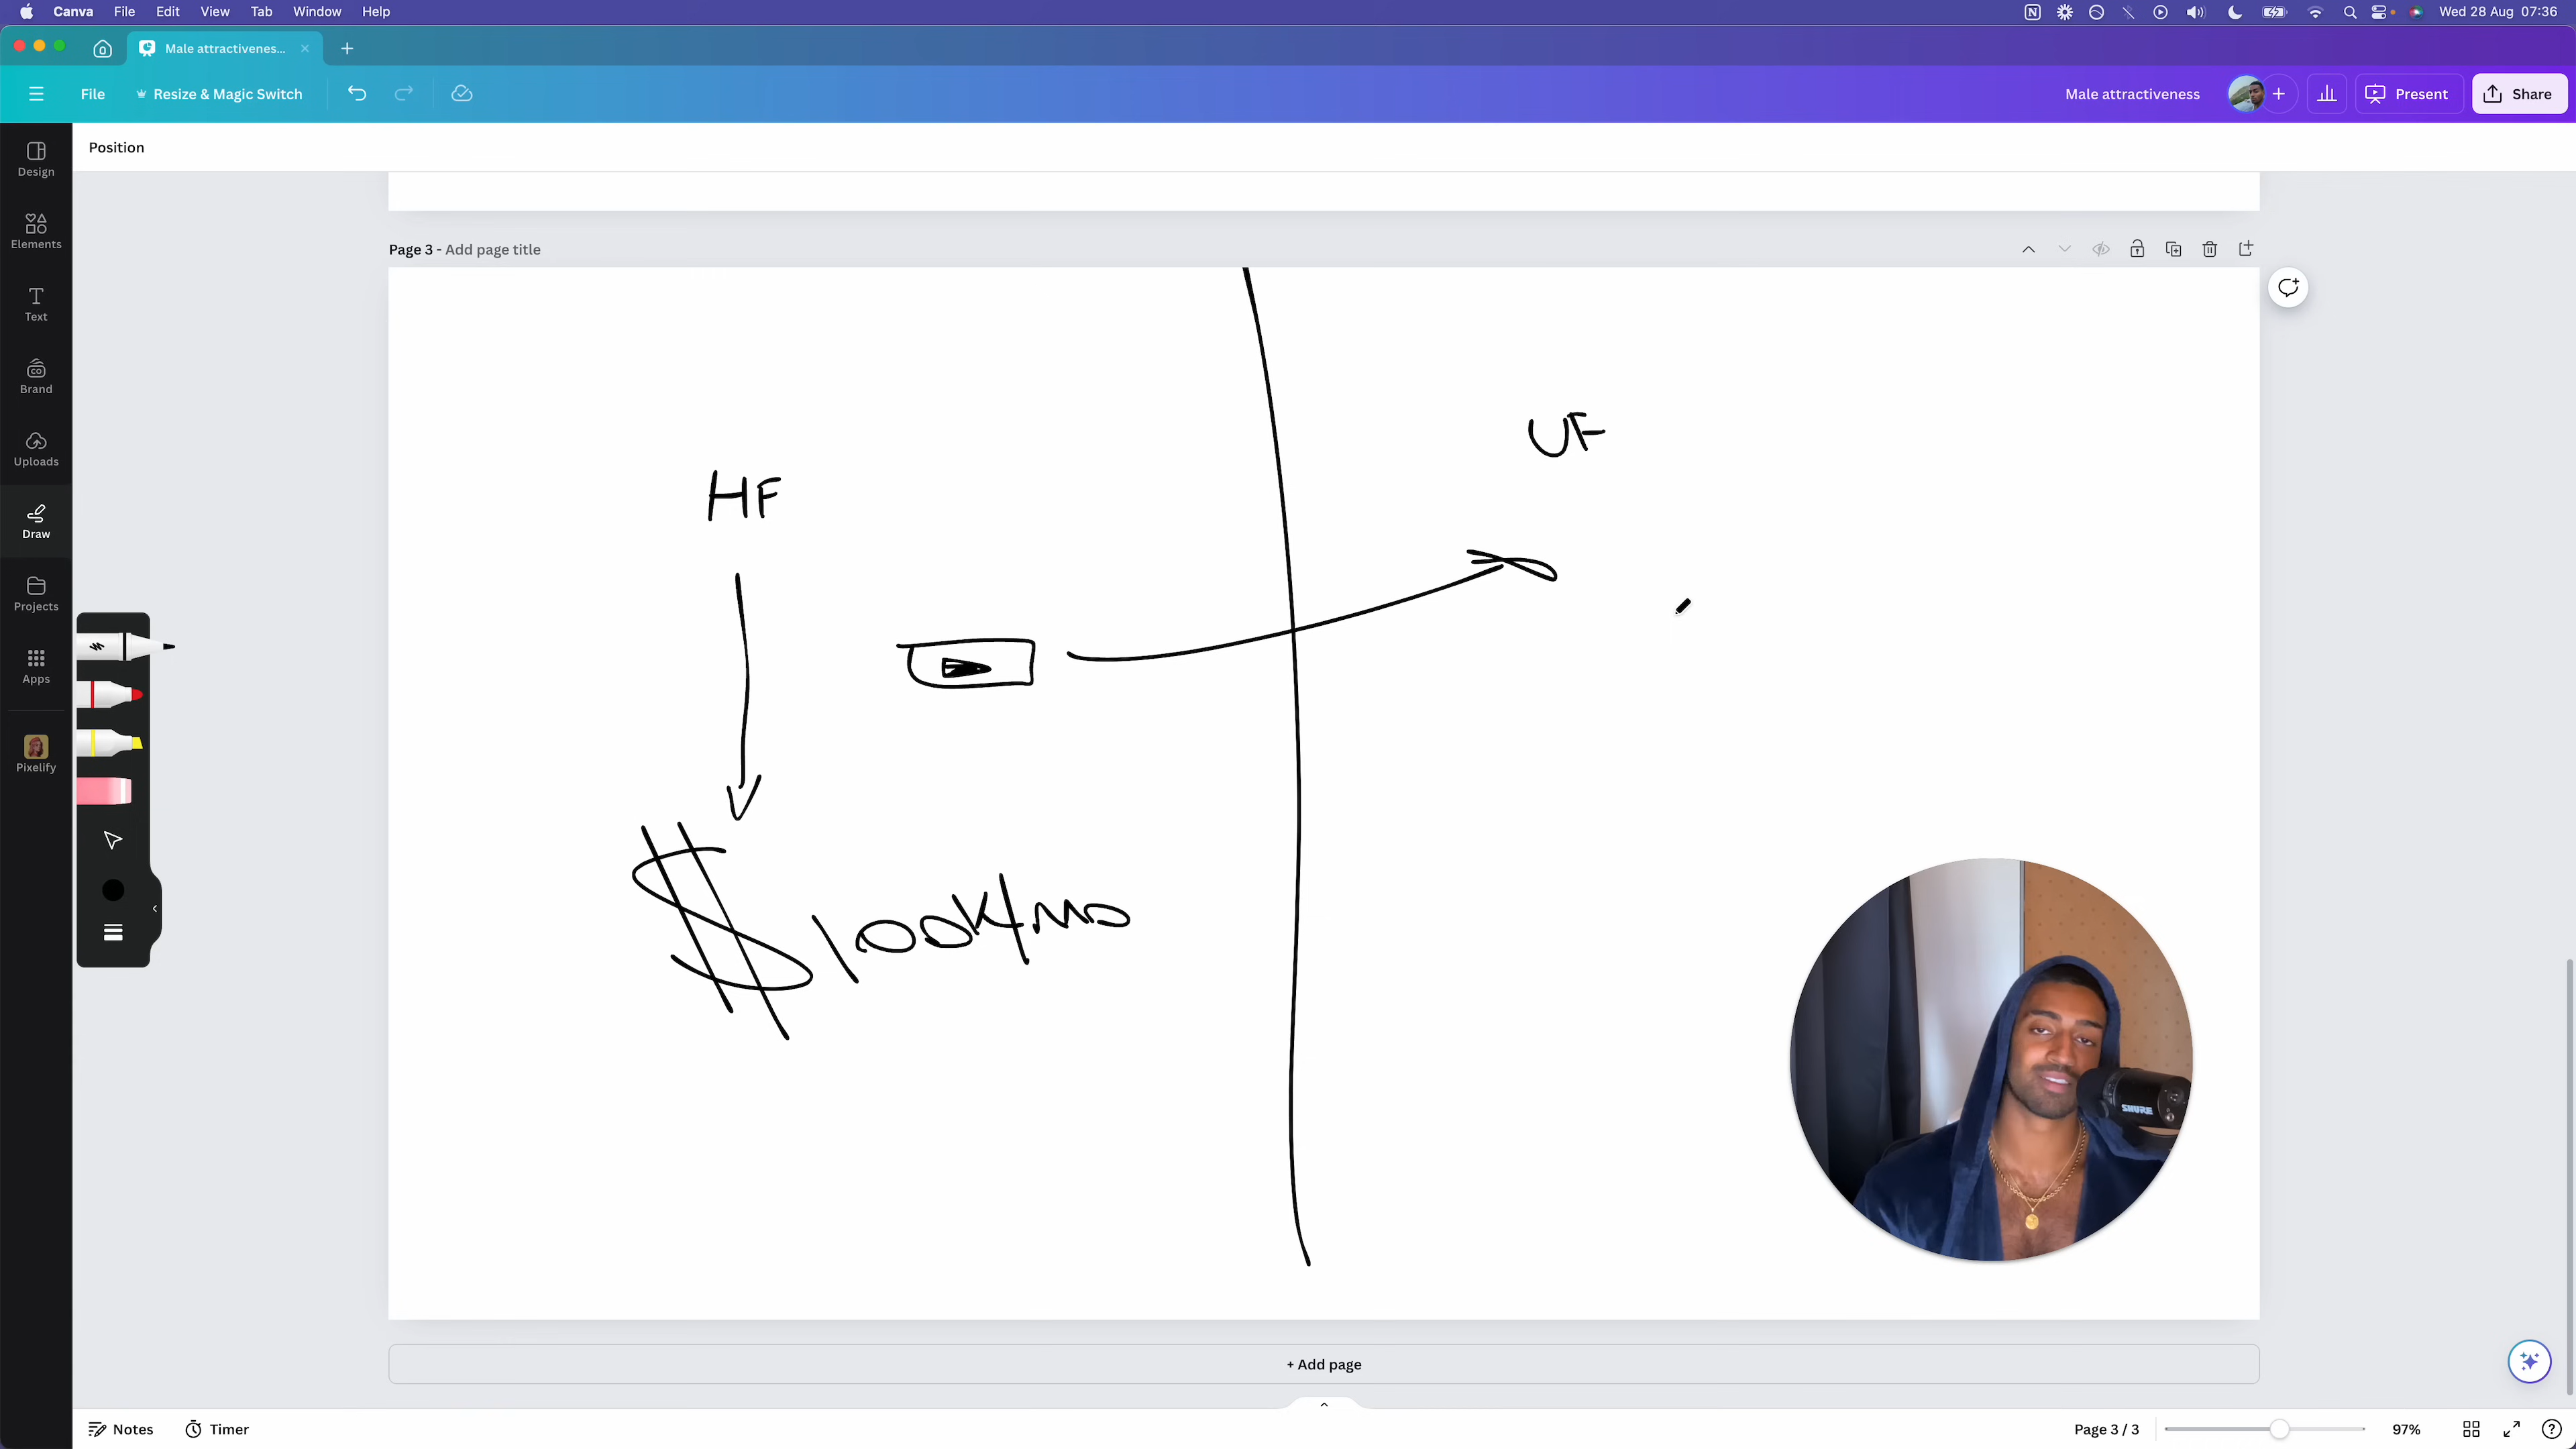 Canva File Edit View Tab Window Help
Wed 28 Aug 07:36
Male attractivenes...
File Resize & Magic Switch
Male attractiveness
Present
Share
Design
Elements
Text
Brand
Uploads
Draw
Projects
Apps
Pixelify
Position
Page 3 - Add page title
UF
HF
$100K/mo
SHURE
+ Add page
Notes Timer
Page 3 / 3
97%